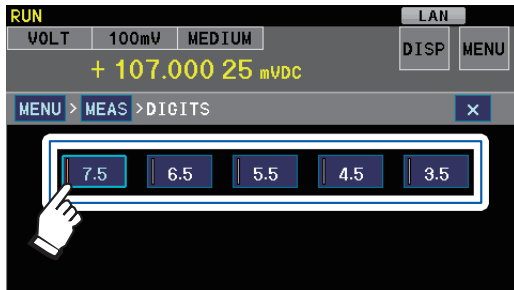 RUN LAN
VOLT 100mV MEDIUM DISP MENU
+ 107.000 25 mVDC
MENU > MEAS >DIGITS ×
7.5 6.5 5.5 4.5 3.5